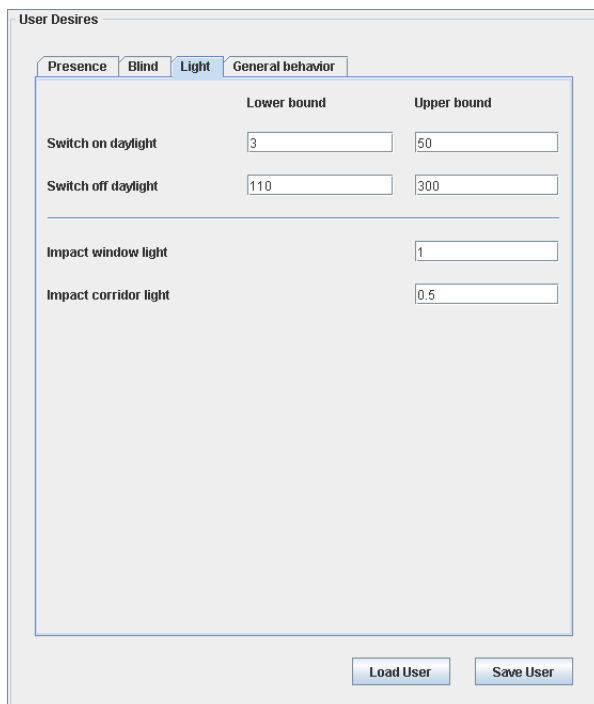 User Desires
Presence Blind Light General behavior
Lower bound Upper bound
Switch on daylight 3 50
Switch off daylight 110 300
Impact window light 1
Impact corridor light 0.5
Load User Save User